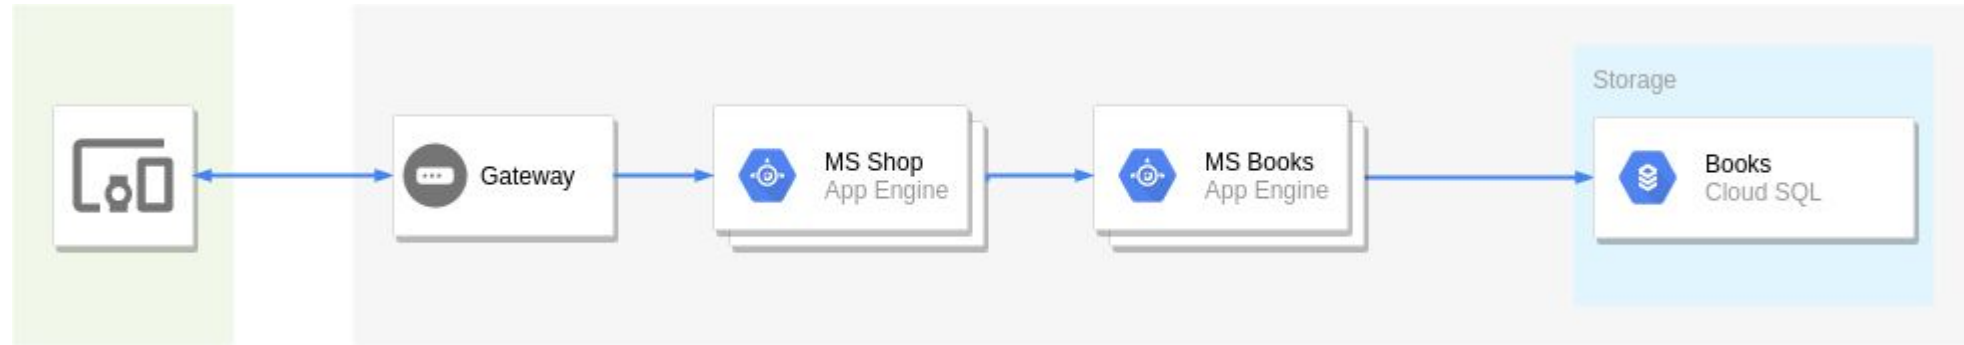 Storage
Gateway
MS Shop
App Engine
MS Books
App Engine
Books
Cloud SQL